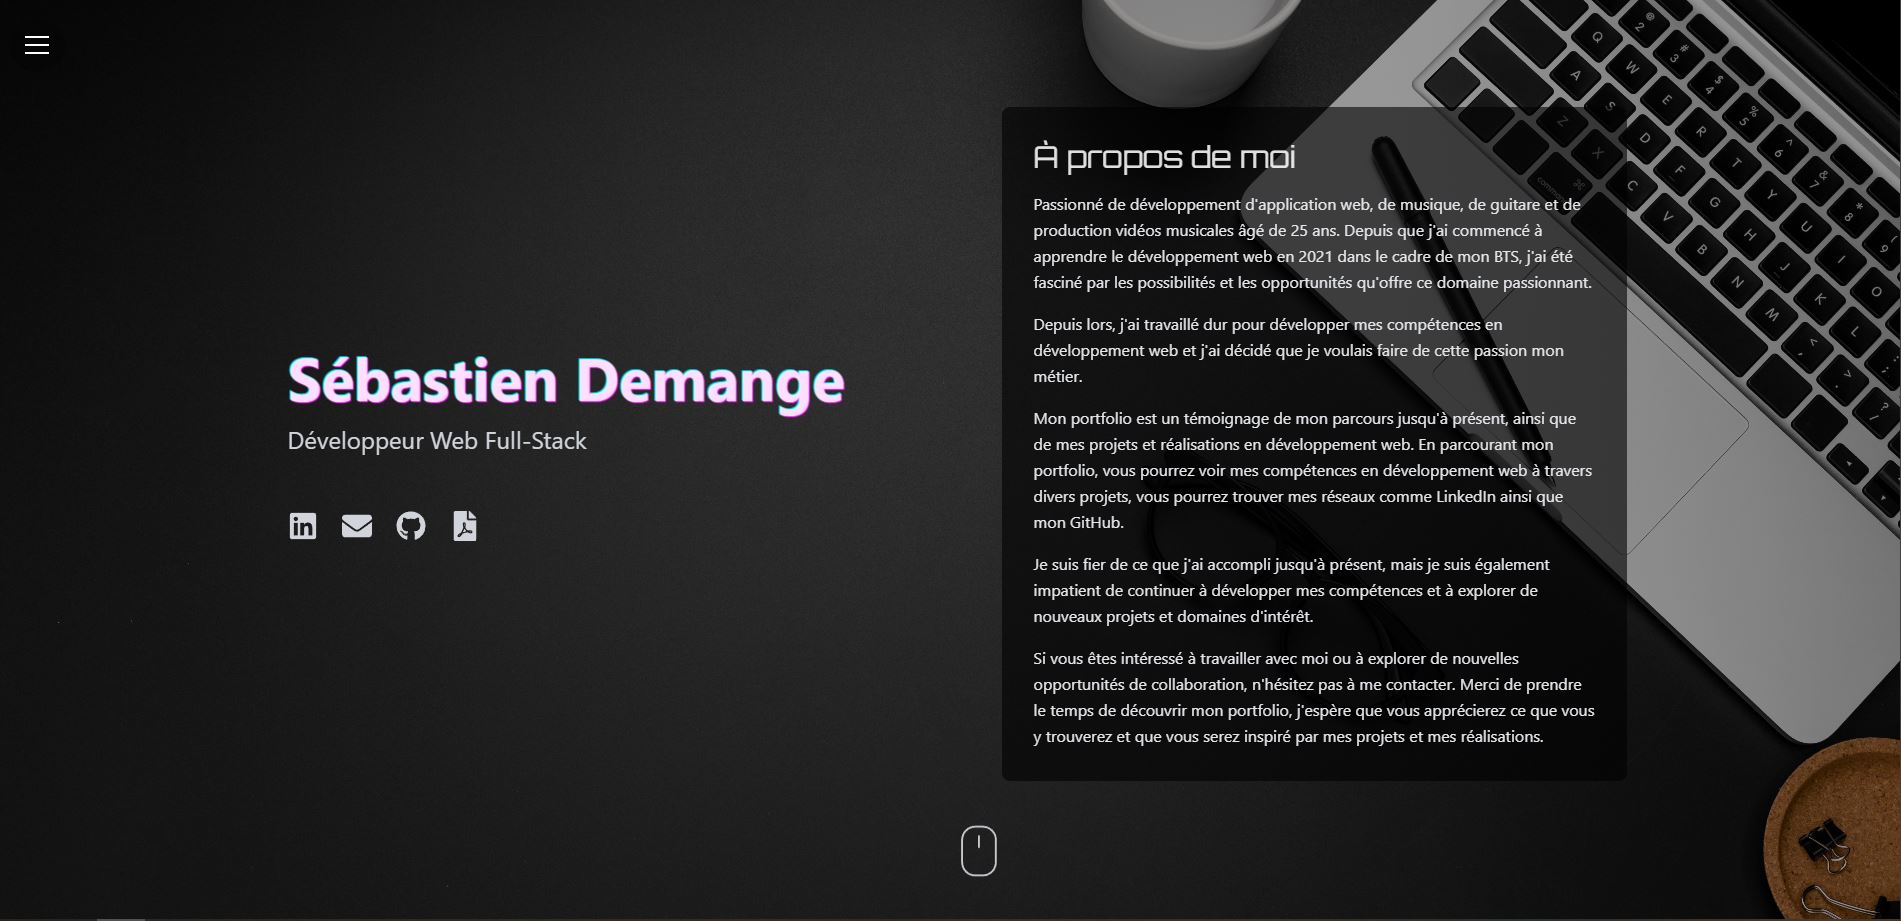 Sébastien Demange
Développeur Web Full-Stack
À propos de moi
Passionné de développement d'application web, de musique, de guitare et de
production vidéos musicales âgé de 25 ans. Depuis que j'ai commencé à
apprendre le développement web en 2021 dans le cadre de mon BTS, j'ai été
fasciné par les possibilités et les opportunités qu'offre ce domaine passionnant.
Depuis lors, j'ai travaillé dur pour développer mes compétences en
développement web et j'ai décidé que je voulais faire de cette passion mon
métier.
Mon portfolio est un témoignage de mon parcours jusqu'à présent, ainsi que
de mes projets et réalisations en développement web. En parcourant mon
portfolio, vous pourrez voir mes compétences en développement web à travers
divers projets, vous pourrez trouver mes réseaux comme LinkedIn ainsi que
mon GitHub.
Je suis fier de ce que j'ai accompli jusqu'à présent, mais je suis également
impatient de continuer à développer mes compétences et à explorer de
nouveaux projets et domaines d'intérêt.
Si vous êtes intéressé à travailler avec moi ou à explorer de nouvelles
opportunités de collaboration, n'hésitez pas à me contacter. Merci de prendre
le temps de découvrir mon portfolio, j'espère que vous apprécierez ce que vous
y trouverez et que vous serez inspiré par mes projets et mes réalisations.